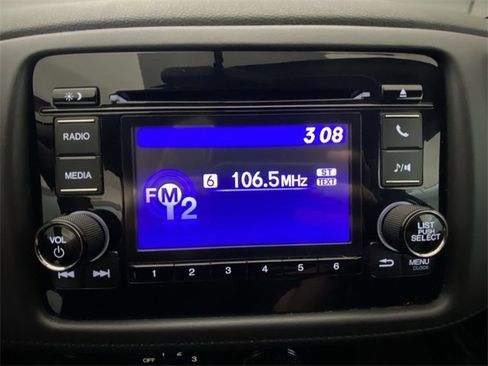 3 08
RADIO
MEDIA
6 106.5MHz ST
TEXT
FM
2
VOL
LIST
PUSH
SELECT
1 2 3 4 5 6
MENU
CLOCK
OFF 3